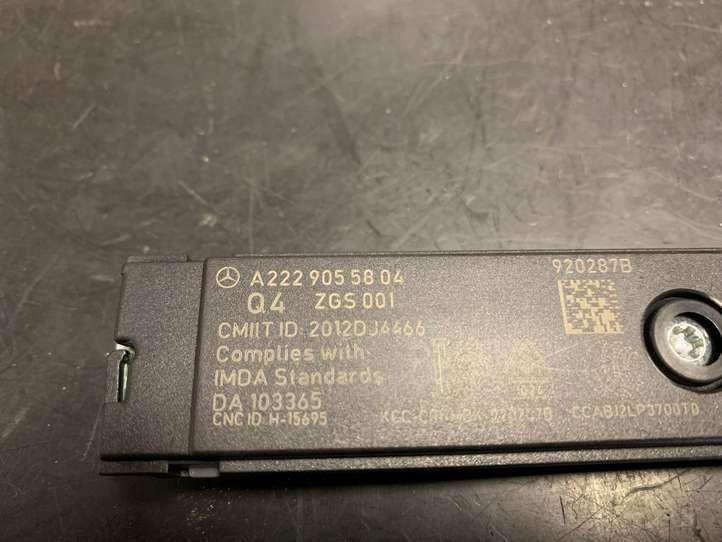 A222 905 58 04
Q4 ZGS 001
CMIIT ID: 2012DJ4466
Complies with
IMDA Standards
DA 103365
CNC ID H-15695
920287B
CCAB12LP3700T0